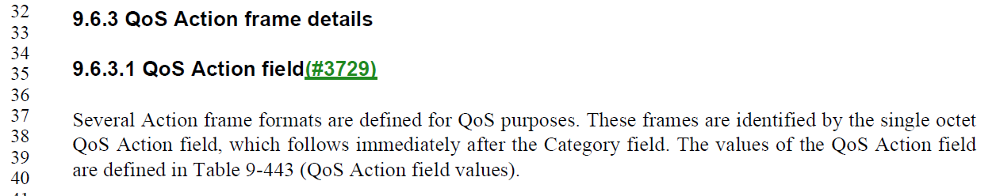 32
9.6.3 QoS Action frame details
33
34
9.6.3.1 QoS Action field(#3729)
35
36
37
Several Action frame formats are defined for QoS purposes. These frames are identified by the single octet
38
QoS Action field, which follows immediately after the Category field. The values of the QoS Action field
39
are defined in Table 9-443 (QoS Action field values).
40